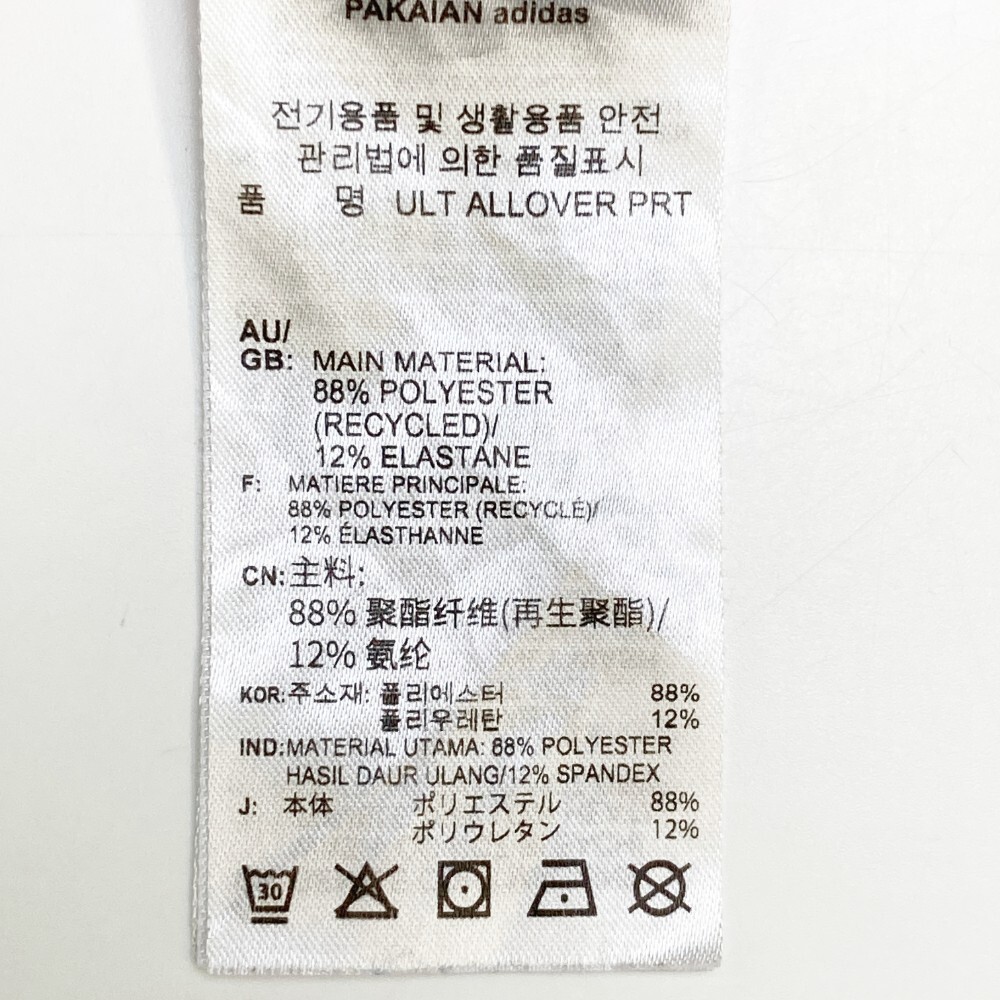 PAKAIAN adidas
전기용품 및 생활용품 안전
관리법에 의한 품질표시
품 명 ULT ALLOVER PRT
AU/
GB: MAIN MATERIAL:
88% POLYESTER
(RECYCLED)/
12% ELASTANE
F: MATIERE PRINCIPALE:
88% POLYESTER (RECYCLÉ)/
12% ÉLASTHANNE
CN: 主料:
88% 聚酯纤维(再生聚酯)/
12% 氨纶
KOR: 주소재: 폴리에스터 88%
폴리우레탄 12%
IND: MATERIAL UTAMA: 88% POLYESTER
HASIL DAUR ULANG/12% SPANDEX
J: 本体 ポリエステル 88%
ポリウレタン 12%
30